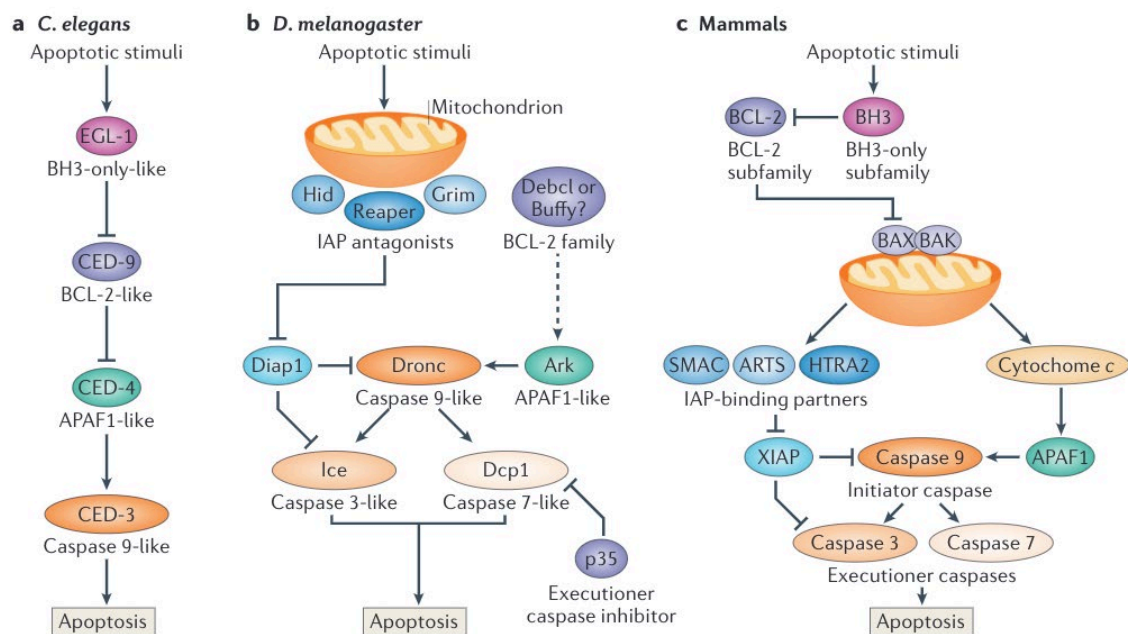 a C. elegans
Apoptotic stimuli
EGL-1
BH3-only-like
CED-9
BCL-2-like
CED-4
APAF1-like
CED-3
Caspase 9-like
Apoptosis
b D. melanogaster
Apoptotic stimuli
Mitochondrion
Hid
Reaper
Grim
IAP antagonists
Debcl or
Buffy?
BCL-2 family
Diap1
Dronc
Caspase 9-like
Ark
APAF1-like
Ice
Caspase 3-like
Dcp1
Caspase 7-like
p35
Executioner
caspase inhibitor
Apoptosis
c Mammals
Apoptotic stimuli
BCL-2
BCL-2
subfamily
BH3
BH3-only
subfamily
BAX
BAK
SMAC
ARTS
HTRA2
IAP-binding partners
Cytochome c
XIAP
Caspase 9
Initiator caspase
APAF1
Caspase 3
Caspase 7
Executioner caspases
Apoptosis